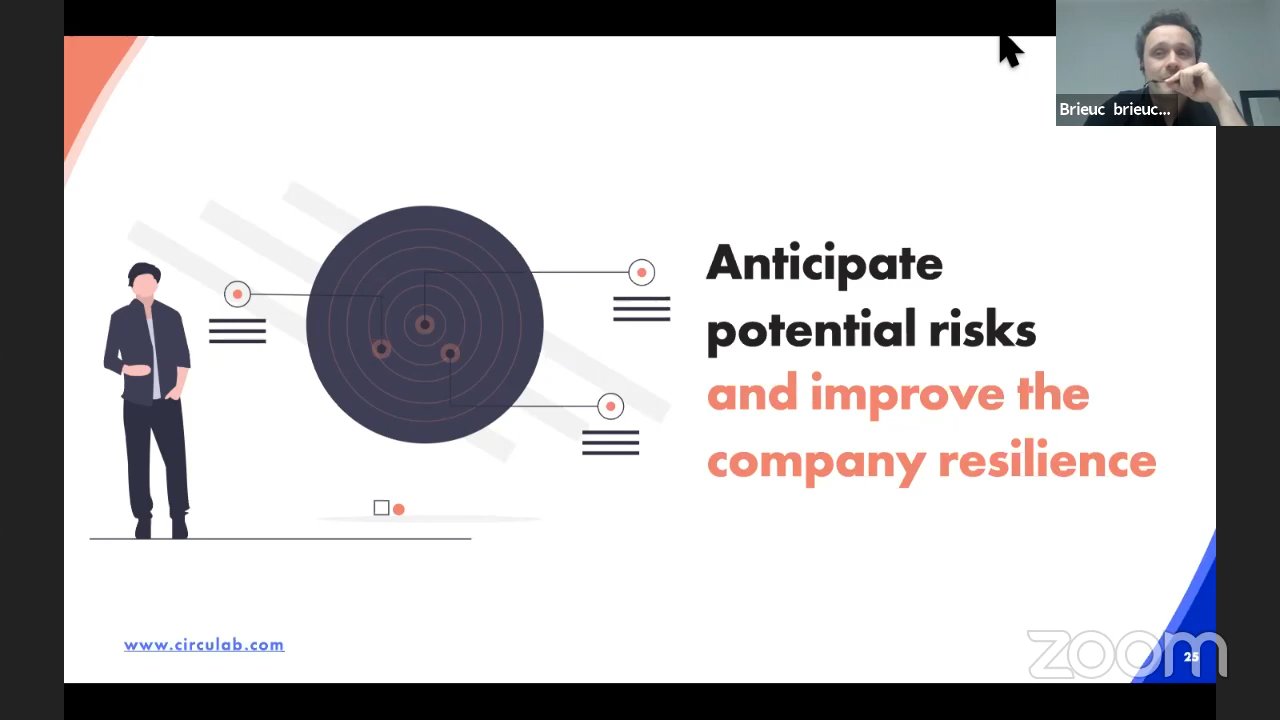 Brieuc brieuc...
Anticipate
potential risks
and improve the
company resilience
www.circulab.com
zoom
25